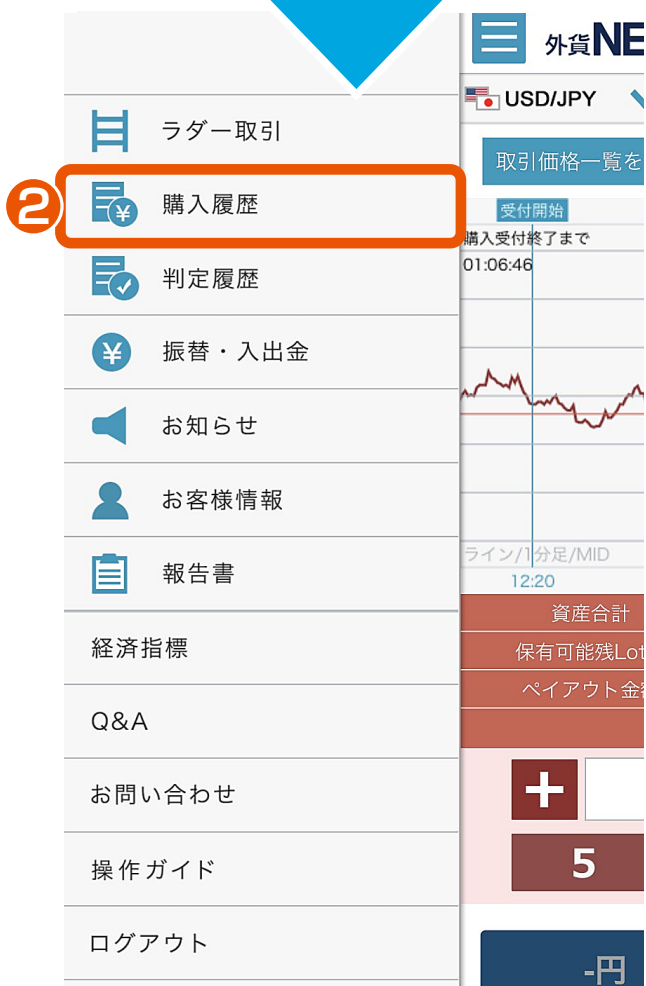 ラダー取引
2
購入履歴
判定履歴
振替・入出金
お知らせ
お客様情報
報告書
経済指標
Q&A
お問い合わせ
操作ガイド
ログアウト
外貨NE
USD/JPY
取引価格一覧を
受付開始
購入受付終了まで
01:06:46
ライン/1分足/MID
12:20
資産合計
保有可能残Lot
ペイアウト金額
+
5
-円